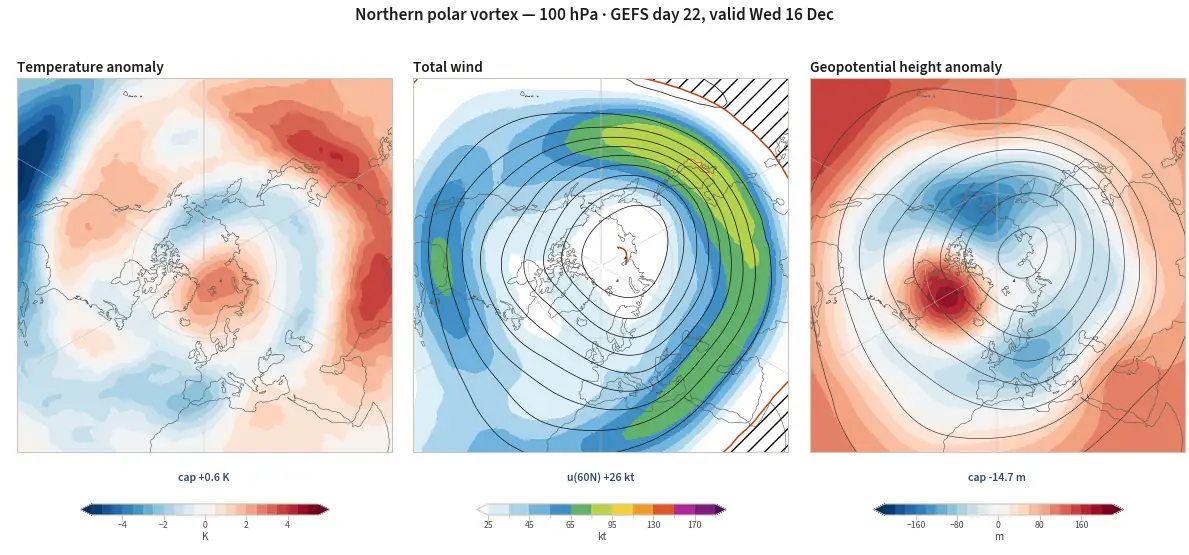 Northern polar vortex — 100 hPa · GEFS day 22, valid Wed 16 Dec
Temperature anomaly
Total wind
Geopotential height anomaly
cap +0.6 K
u(60N) +26 kt
cap -14.7 m
−4 −2 0 2 4
K
25 45 65 95 130 170
kt
−160 −80 0 80 160
m